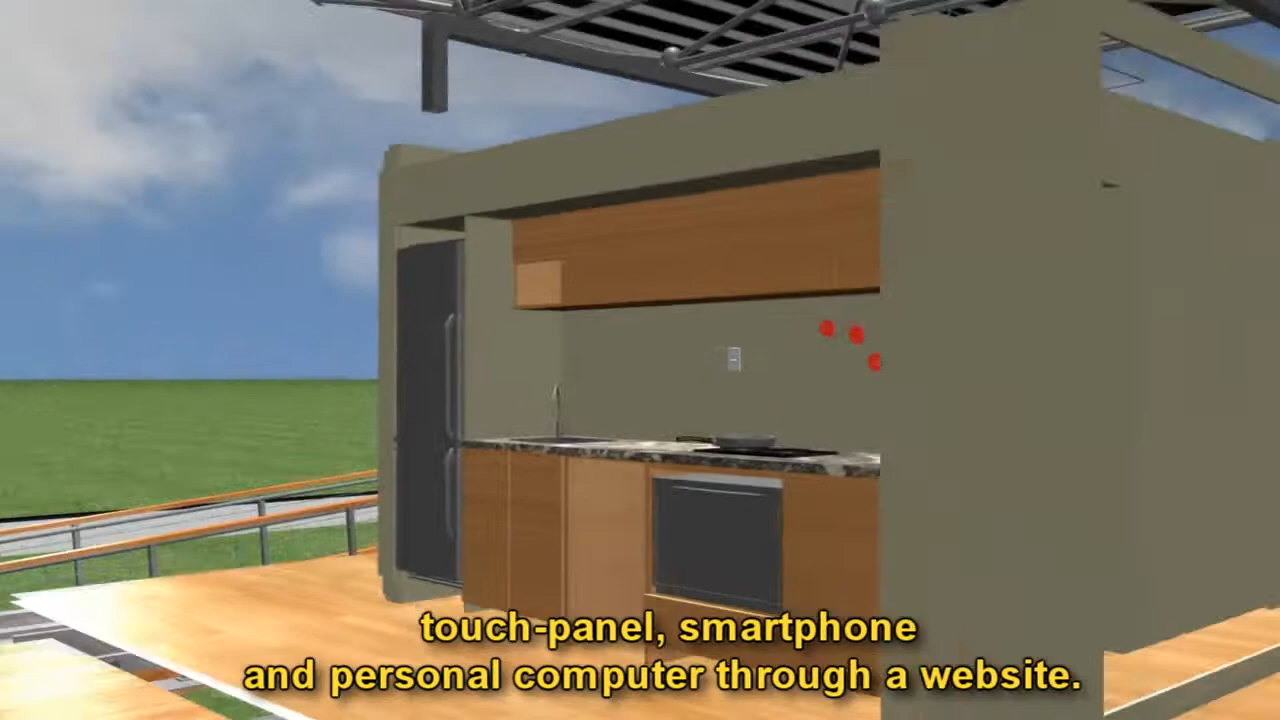 touch-panel, smartphone
and personal computer through a website.